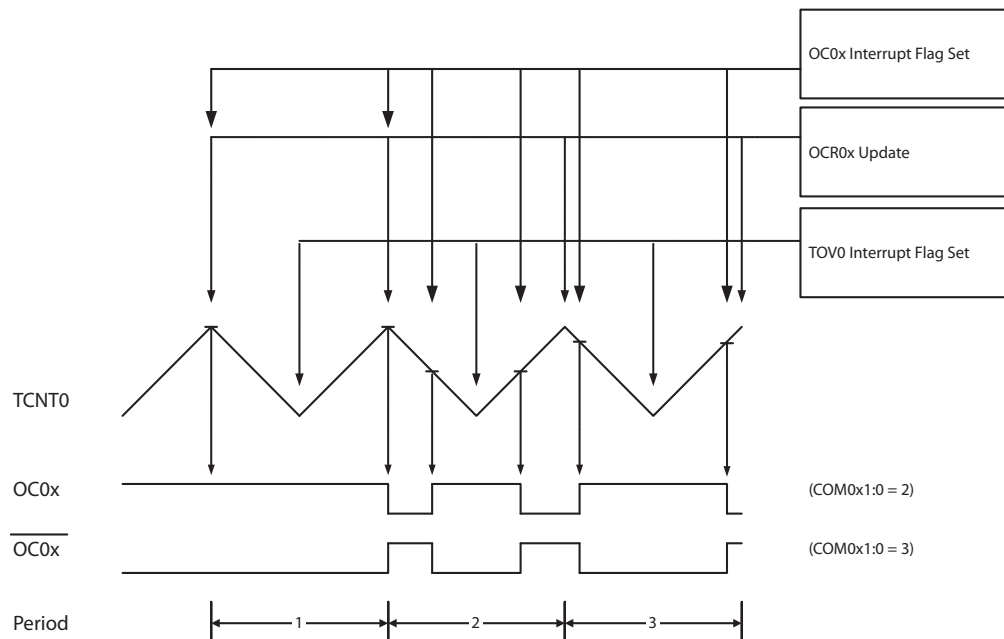 OC0x Interrupt Flag Set
OCR0x Update
TOV0 Interrupt Flag Set
TCNT0
OC0x
(COM0x1:0 = 2)
OC0x
(COM0x1:0 = 3)
Period
1
2
3